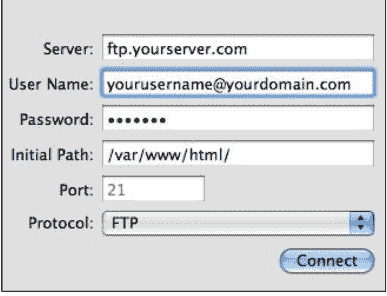 Server: ftp.yourserver.com
User Name: yourusername@yourdomain.com
Password: •••••••
Initial Path: /var/www/html/
Port: 21
Protocol: FTP
Connect